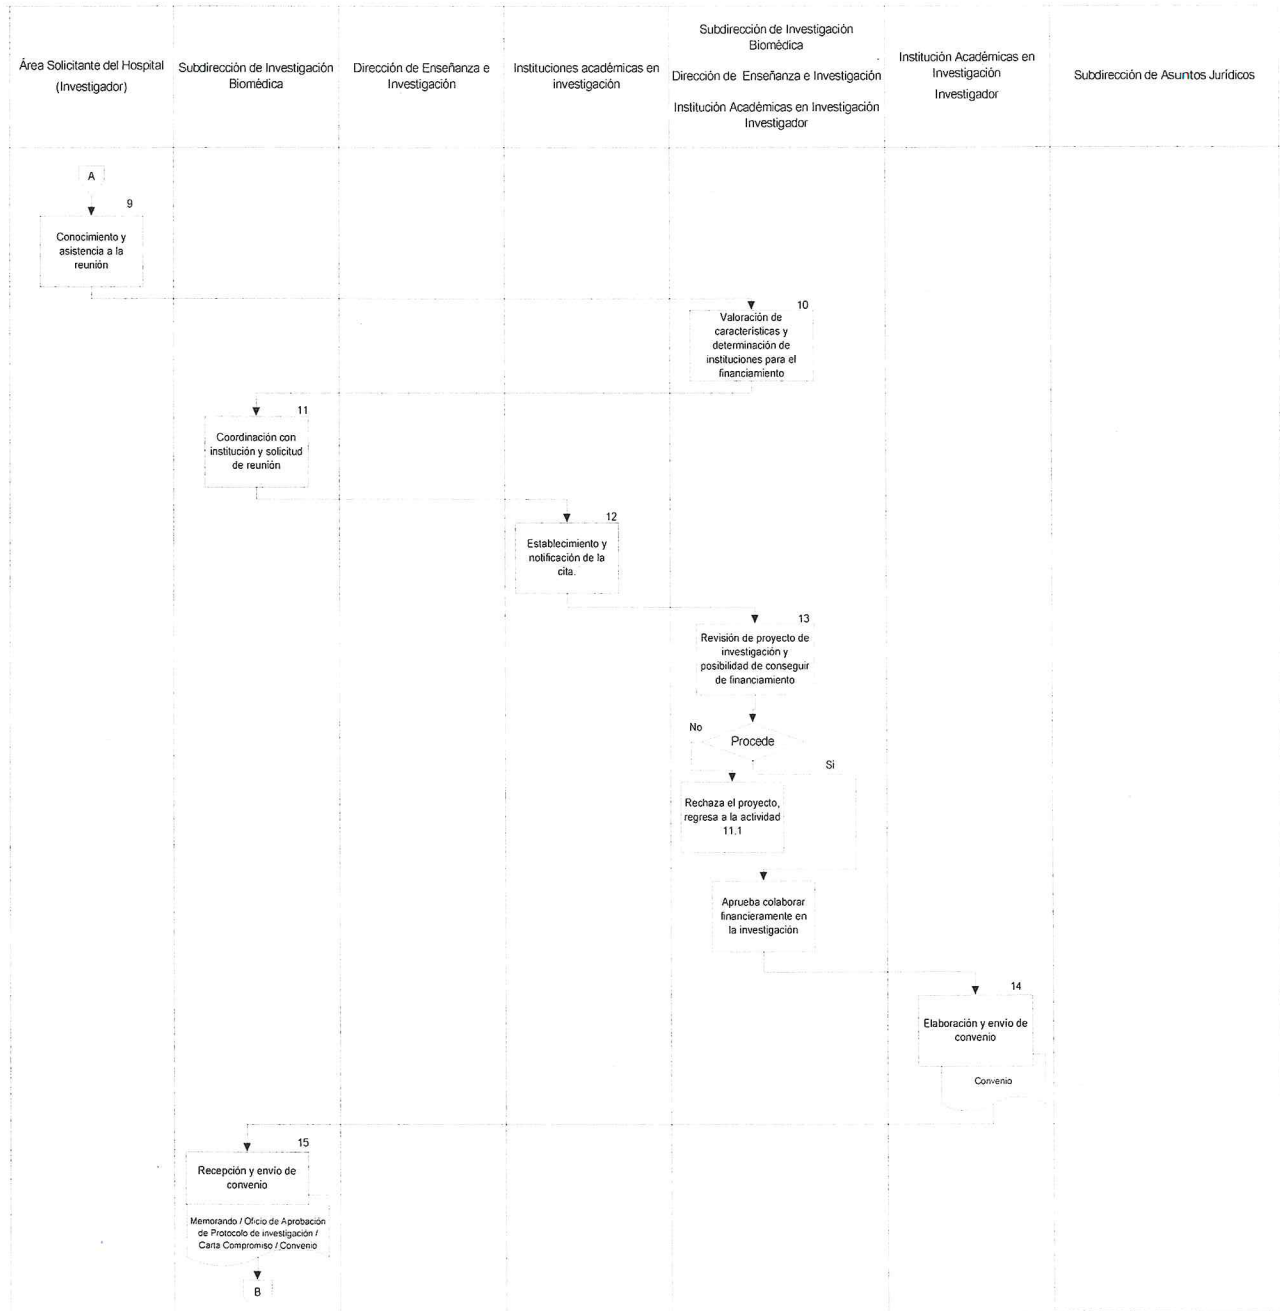 Área Solicitante del Hospital
(Investigador)
Subdirección de Investigación
Biomédica
Dirección de Enseñanza e
Investigación
Instituciones académicas en
investigación
Subdirección de Investigación
Biomédica
Dirección de Enseñanza e Investigación
Institución Académicas en Investigación
Investigador
Institución Académicas en
Investigación
Investigador
Subdirección de Asuntos Jurídicos
A
9
Conocimiento y
asistencia a la
reunión
10
Valoración de
características y
determinación de
instituciones para el
financiamiento
11
Coordinación con
institución y solicitud
de reunión
12
Establecimiento y
notificación de la
cita.
13
Revisión de proyecto de
investigación y
posibilidad de conseguir
de financiamiento
No
Procede
Si
Rechaza el proyecto,
regresa a la actividad
11.1
Aprueba colaborar
financieramente en
la investigación
14
Elaboración y envío de
convenio
Convenio
15
Recepción y envío de
convenio
Memorando / Oficio de Aprobación
de Protocolo de investigación /
Carta Compromiso / Convenio
B